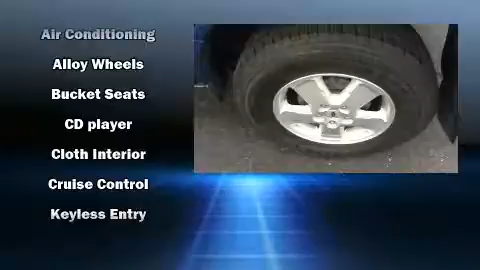 Air Conditioning
Alloy Wheels
Bucket Seats
CD player
Cloth Interior
Cruise Control
Keyless Entry